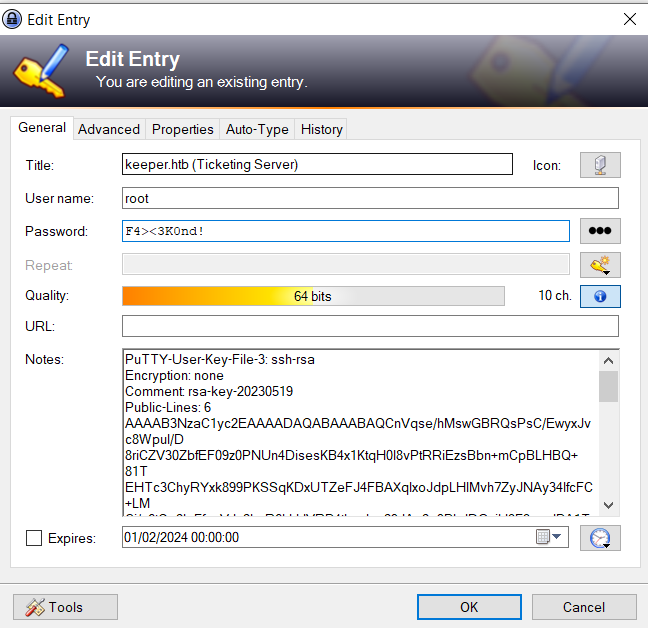 Edit Entry
Edit Entry
You are editing an existing entry.
General Advanced Properties Auto-Type History
Title: keeper.htb (Ticketing Server) Icon:
User name: root
Password: F4><3K0nd!
Repeat:
Quality: 64 bits 10 ch.
URL:
Notes: PuTTY-User-Key-File-3: ssh-rsa
Encryption: none
Comment: rsa-key-20230519
Public-Lines: 6
AAAAB3NzaC1yc2EAAAADAQABAAABAQCnVqse/hMswGBRQsPsC/EwyxJv
c8Wpul/D
8riCZV30ZbfEF09z0PNUn4DisesKB4x1KtqH0l8vPtRRiEzsBbn+mCpBLHBQ+
81T
EHTc3ChyRYxk899PKSSqKDxUTZeFJ4FBAXqIxoJdpLHIMvh7ZyJNAy34lfcFC
+LM
Expires: 01/02/2024 00:00:00
Tools OK Cancel